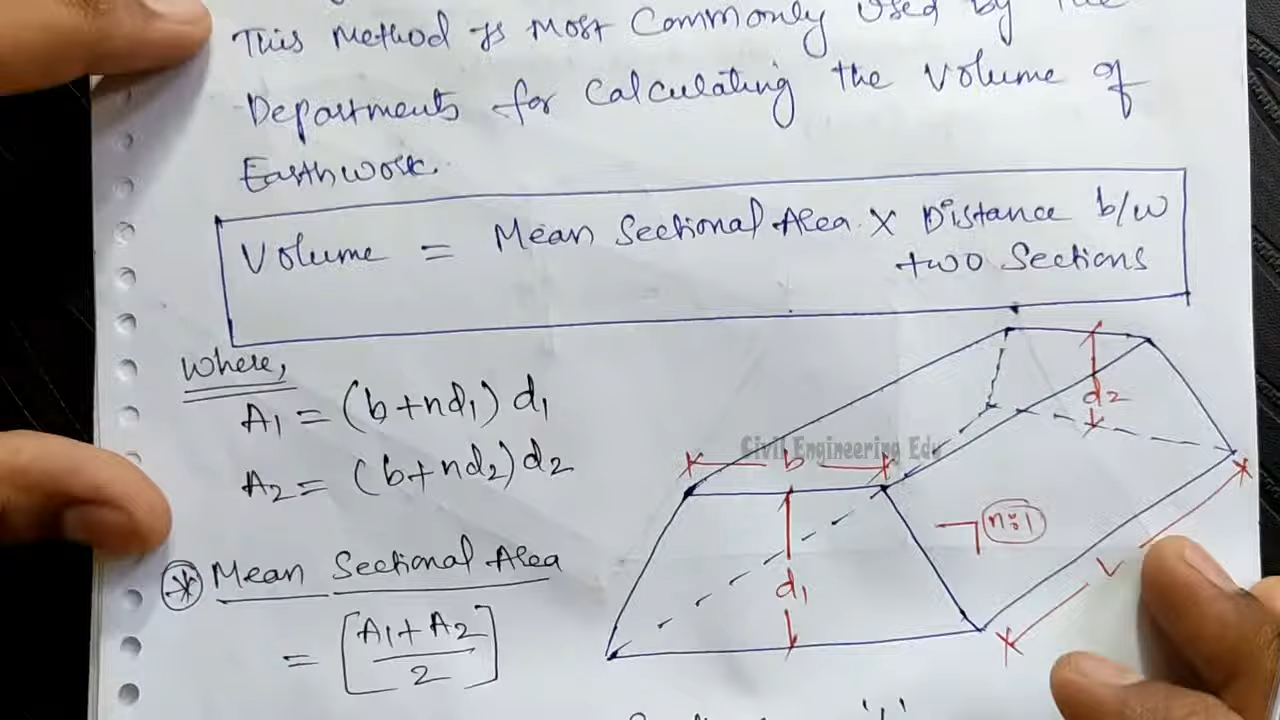 This Method is Most Commonly Used by The
Departments for Calculating the Volume of
Earthwork.
Volume = Mean Sectional Area X Distance b/w
two Sections
Where,
A1 = (b+nd1) d1
A2 = (b+nd2) d2
* Mean Sectional Area
= [A1+A2/2]
Civil Engineering Edu
b
d1
d2
n:1
L